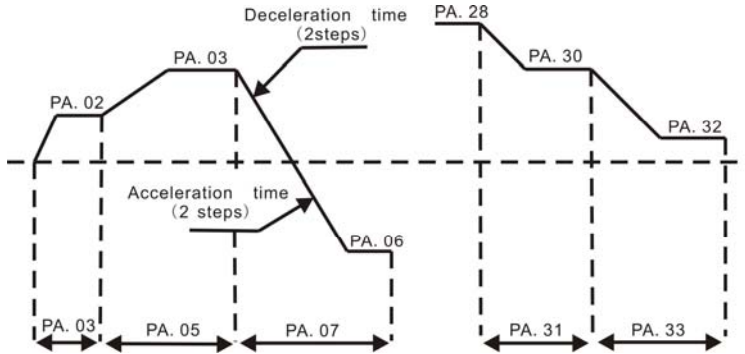 Deceleration time
(2steps)
PA. 28
PA. 03
PA. 30
PA. 02
PA. 32
Acceleration time
(2 steps)
PA. 06
PA. 03
PA. 05
PA. 07
PA. 31
PA. 33